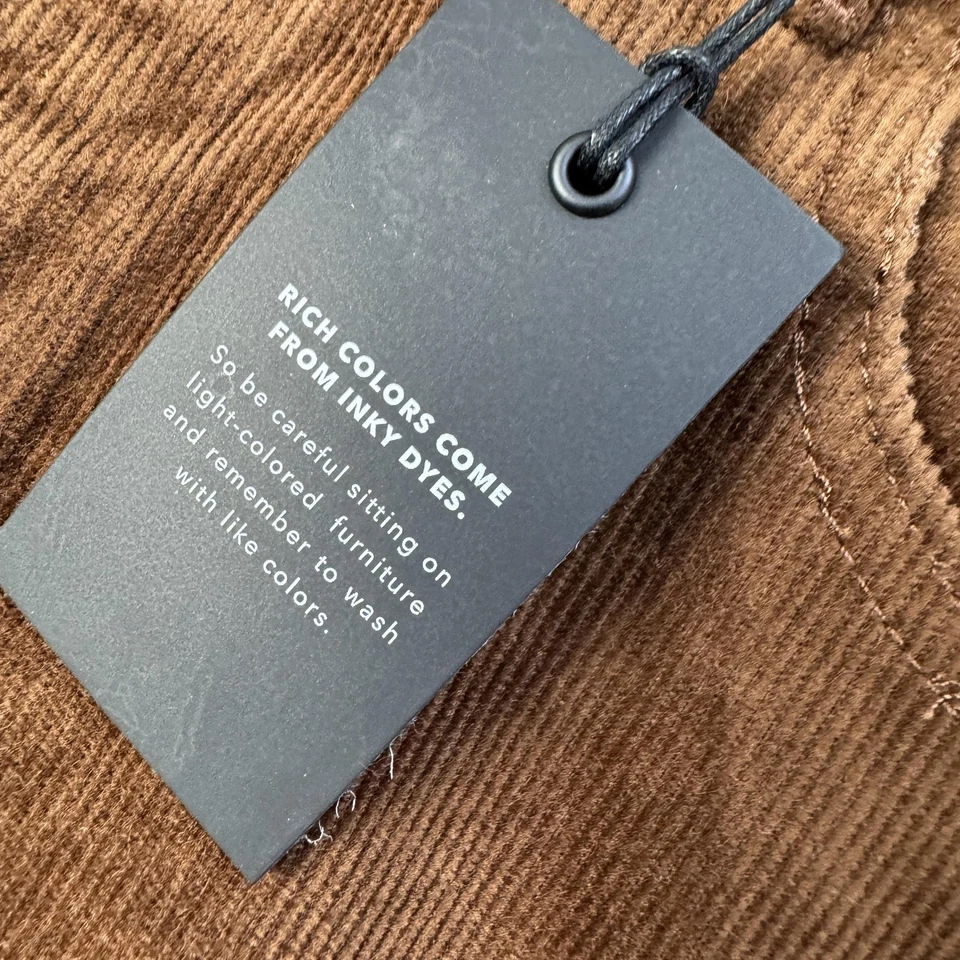 RICH COLORS COME
FROM INKY DYES.
So be careful sitting on
light-colored furniture
and remember to wash
with like colors.